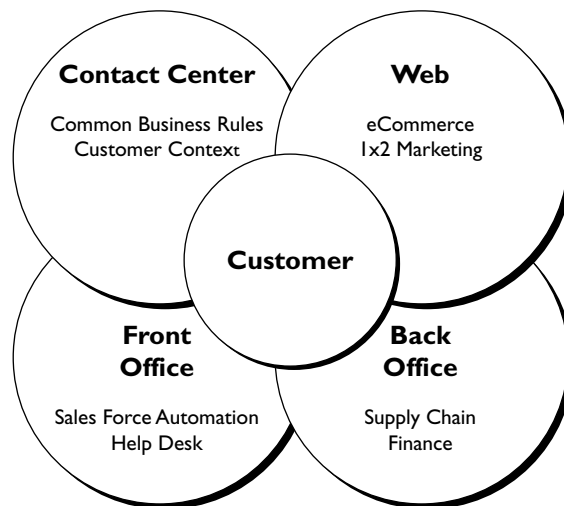 Contact Center
Common Business Rules
Customer Context
Web
eCommerce
1x2 Marketing
Customer
Front
Office
Sales Force Automation
Help Desk
Back
Office
Supply Chain
Finance